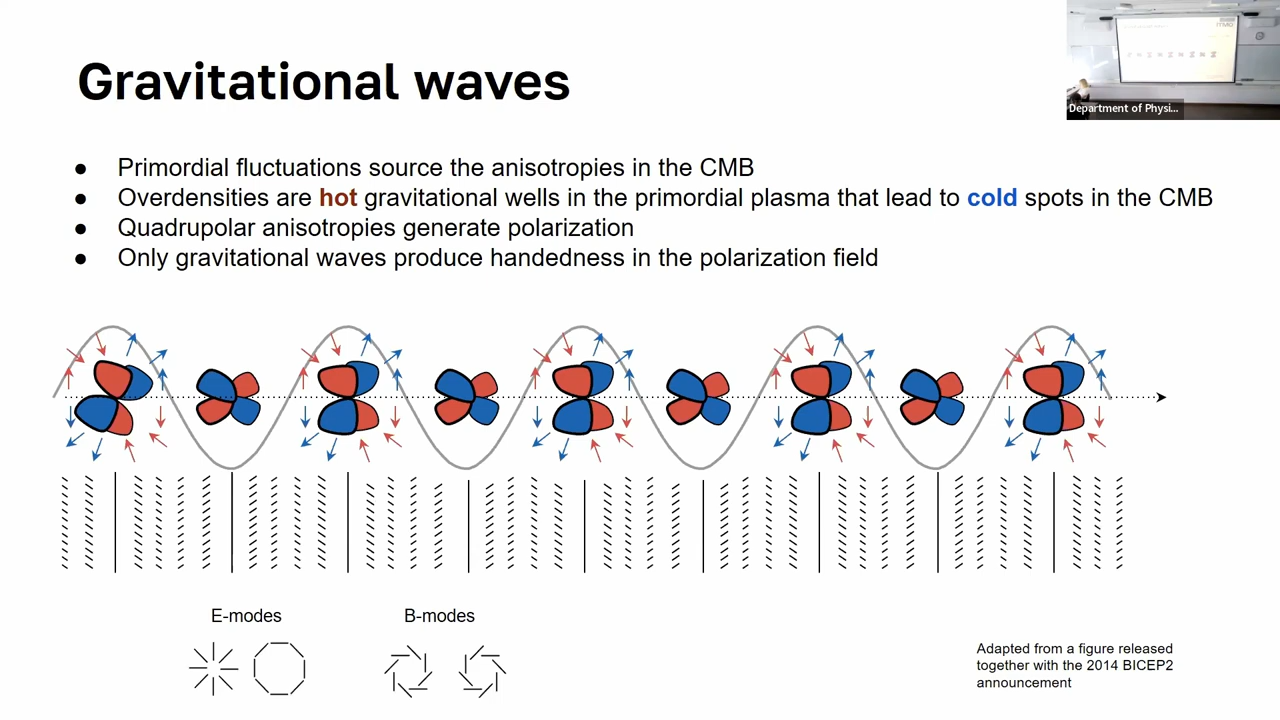 Gravitational waves
Department of Physi...
● Primordial fluctuations source the anisotropies in the CMB
● Overdensities are hot gravitational wells in the primordial plasma that lead to cold spots in the CMB
● Quadrupolar anisotropies generate polarization
● Only gravitational waves produce handedness in the polarization field
E-modes
B-modes
Adapted from a figure released
together with the 2014 BICEP2
announcement